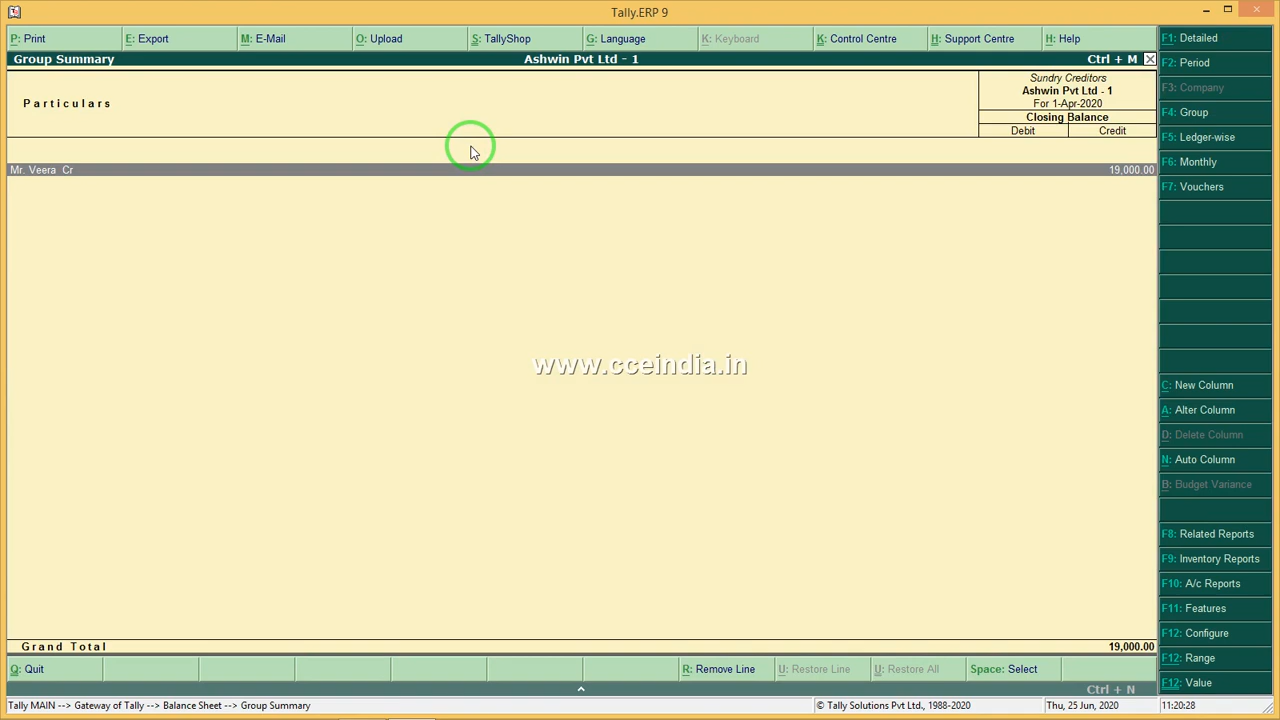 Tally.ERP 9
P: Print E: Export M: E-Mail O: Upload S: TallyShop G: Language K: Keyboard K: Control Centre H: Support Centre H: Help
Group Summary Ashwin Pvt Ltd - 1 Ctrl + M
Particulars
Sundry Creditors
Ashwin Pvt Ltd - 1
For 1-Apr-2020
Closing Balance
Debit Credit
Mr. Veera Cr 19,000.00
www.cceindia.in
Grand Total 19,000.00
F1: Detailed
F2: Period
F3: Company
F4: Group
F5: Ledger-wise
F6: Monthly
F7: Vouchers
C: New Column
A: Alter Column
D: Delete Column
N: Auto Column
B: Budget Variance
F8: Related Reports
F9: Inventory Reports
F10: A/c Reports
F11: Features
F12: Configure
F12: Range
F12: Value
Q: Quit R: Remove Line U: Restore Line U: Restore All Space: Select
Ctrl + N
Tally MAIN --> Gateway of Tally --> Balance Sheet --> Group Summary © Tally Solutions Pvt Ltd., 1988-2020 Thu, 25 Jun, 2020 11:20:28